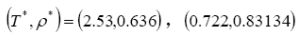 (T*, ρ*) = (2.53,0.636) ， (0.722,0.83134)